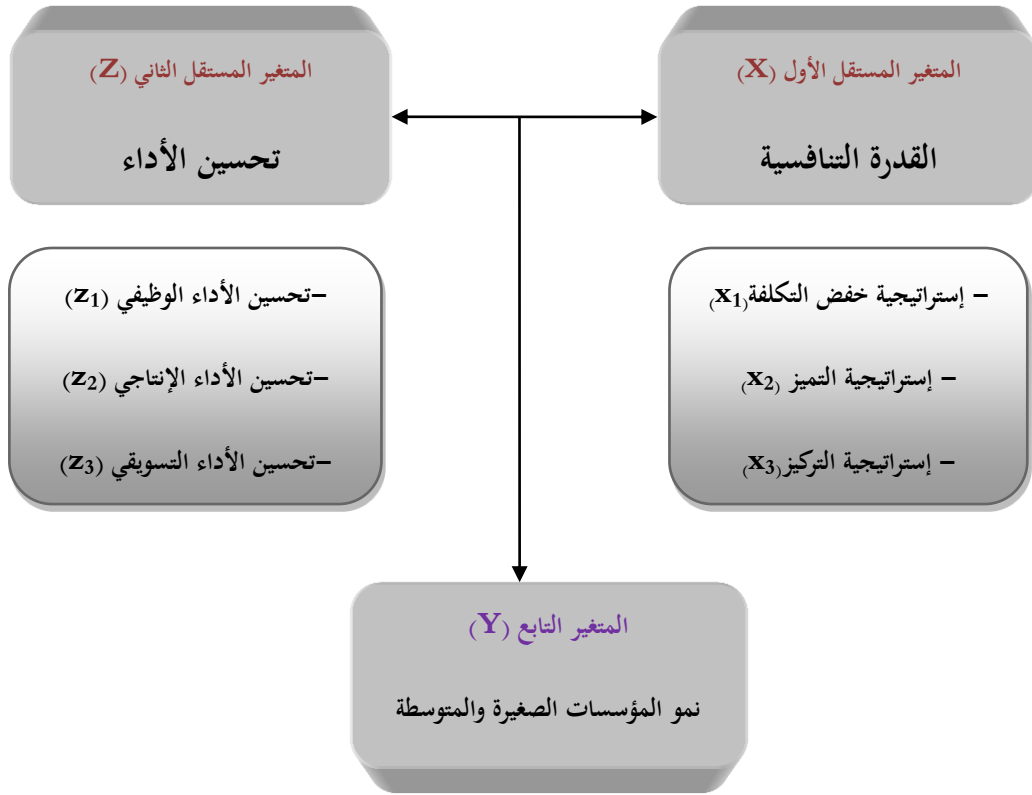 المتغير المستقل الأول (X)
القدرة التنافسية
– إستراتيجية خفض التكلفة(x1)
– إستراتيجية التميز (x2)
– إستراتيجية التركيز(x3)
المتغير المستقل الثاني (Z)
تحسين الأداء
–تحسين الأداء الوظيفي (z1)
–تحسين الأداء الإنتاجي (z2)
–تحسين الأداء التسويقي (z3)
المتغير التابع (Y)
نمو المؤسسات الصغيرة والمتوسطة